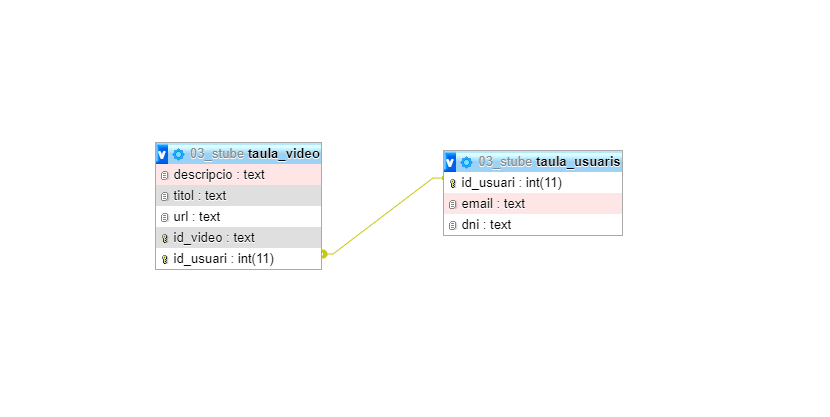 03_stube taula_video
descripcio : text
titol : text
url : text
id_video : text
id_usuari : int(11)
03_stube taula_usuaris
id_usuari : int(11)
email : text
dni : text